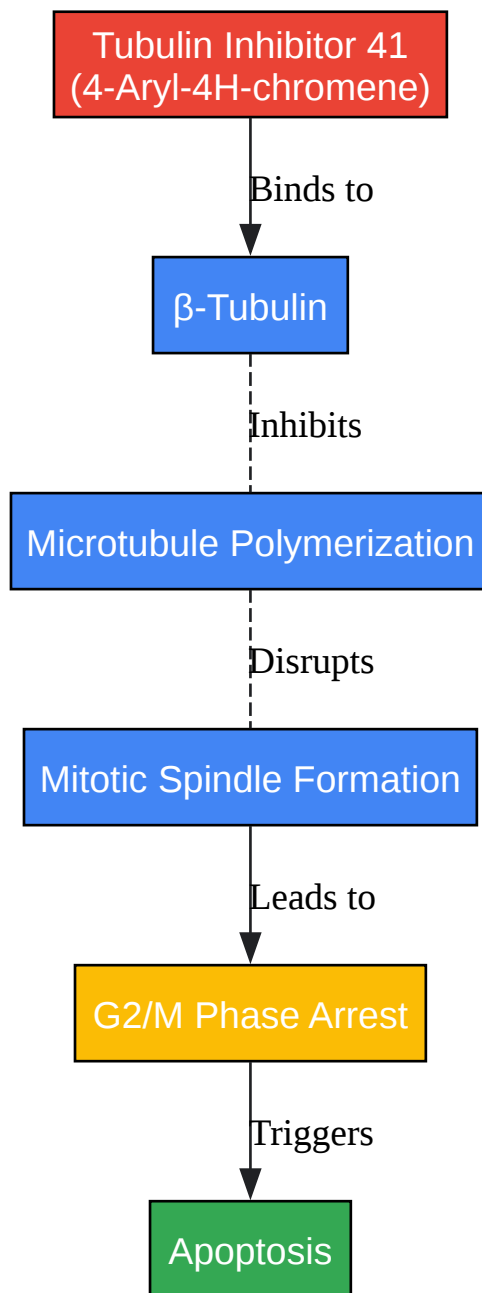 Tubulin Inhibitor 41
(4-Aryl-4H-chromene)
Binds to
β-Tubulin
Inhibits
Microtubule Polymerization
Disrupts
Mitotic Spindle Formation
Leads to
G2/M Phase Arrest
Triggers
Apoptosis